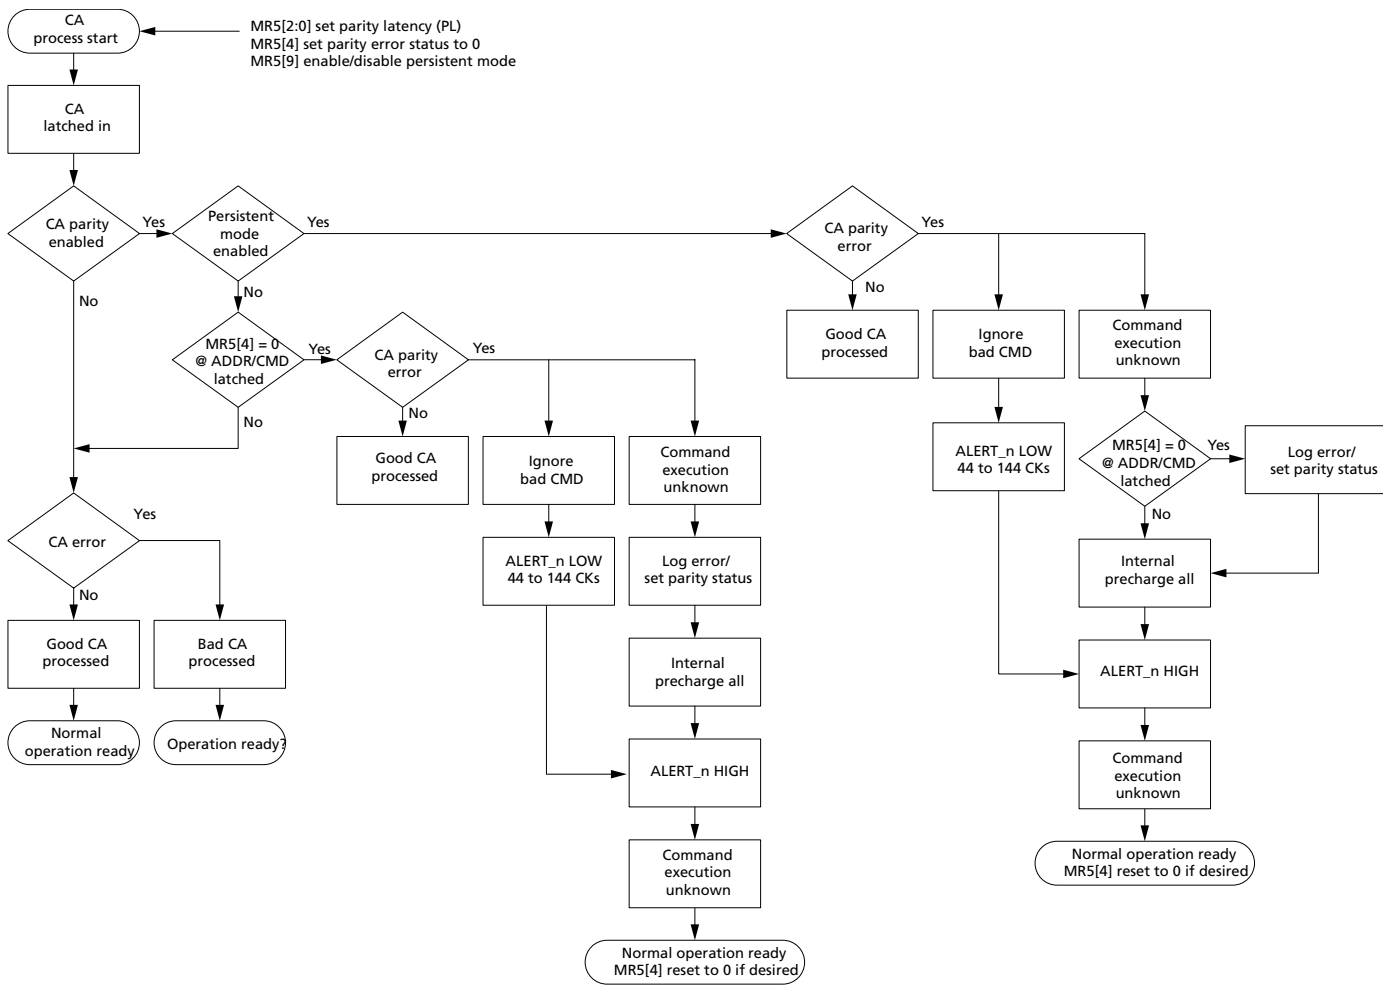 CA
process start
MR5[2:0] set parity latency (PL)
MR5[4] set parity error status to 0
MR5[9] enable/disable persistent mode
CA
latched in
CA parity
enabled
Yes
No
Persistent
mode
enabled
Yes
No
MR5[4] = 0
@ ADDR/CMD
latched
Yes
No
CA parity
error
Yes
No
Good CA
processed
Ignore
bad CMD
Command
execution
unknown
ALERT_n LOW
44 to 144 CKs
Log error/
set parity status
Internal
precharge all
ALERT_n HIGH
Command
execution
unknown
Normal operation ready
MR5[4] reset to 0 if desired
CA error
Yes
No
Good CA
processed
Bad CA
processed
Normal
operation ready
Operation ready?
CA parity
error
Yes
No
Good CA
processed
Ignore
bad CMD
Command
execution
unknown
ALERT_n LOW
44 to 144 CKs
MR5[4] = 0
@ ADDR/CMD
latched
Yes
No
Log error/
set parity status
Internal
precharge all
ALERT_n HIGH
Command
execution
unknown
Normal operation ready
MR5[4] reset to 0 if desired